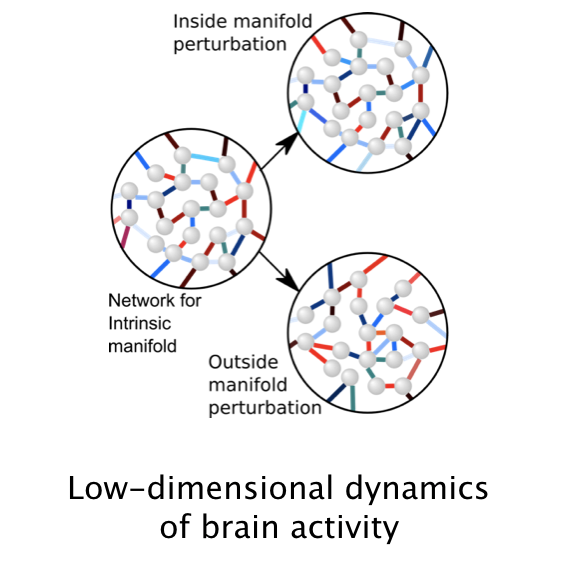 Inside manifold
perturbation
Network for
Intrinsic
manifold
Outside
manifold
perturbation
Low-dimensional dynamics
of brain activity